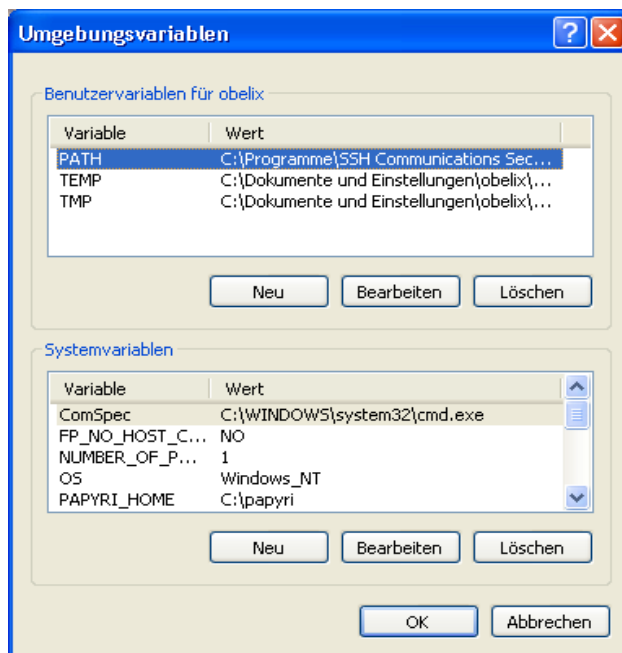 Umgebungsvariablen
Benutzervariablen für obelix
Variable Wert
PATH C:\Programme\SSH Communications Sec...
TEMP C:\Dokumente und Einstellungen\obelix\...
TMP C:\Dokumente und Einstellungen\obelix\...
Neu Bearbeiten Löschen
Systemvariablen
Variable Wert
ComSpec C:\WINDOWS\system32\cmd.exe
FP_NO_HOST_C... NO
NUMBER_OF_P... 1
OS Windows_NT
PAPYRI_HOME C:\papyri
Neu Bearbeiten Löschen
OK Abbrechen